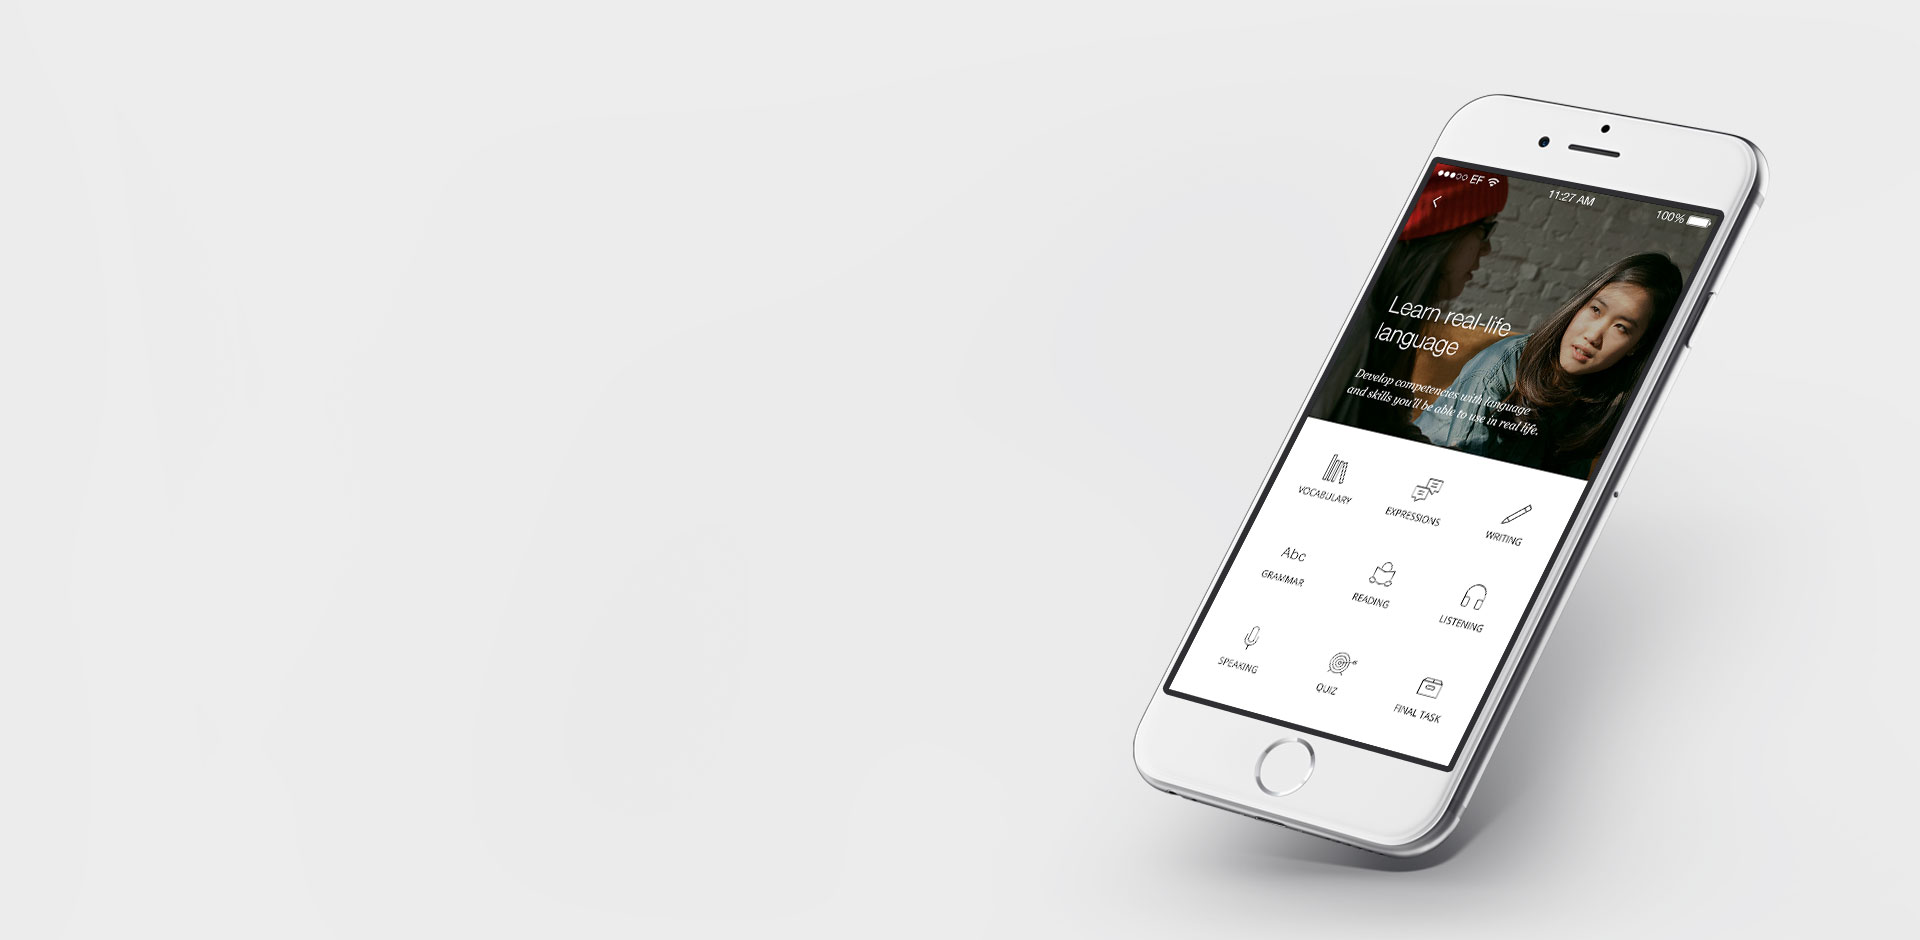 EF
11:27 AM
100%
Learn real-life
language
Develop competencies with language
and skills you'll be able to use in real life.
VOCABULARY
EXPRESSIONS
WRITING
Abc
GRAMMAR
READING
LISTENING
SPEAKING
QUIZ
FINAL TASK